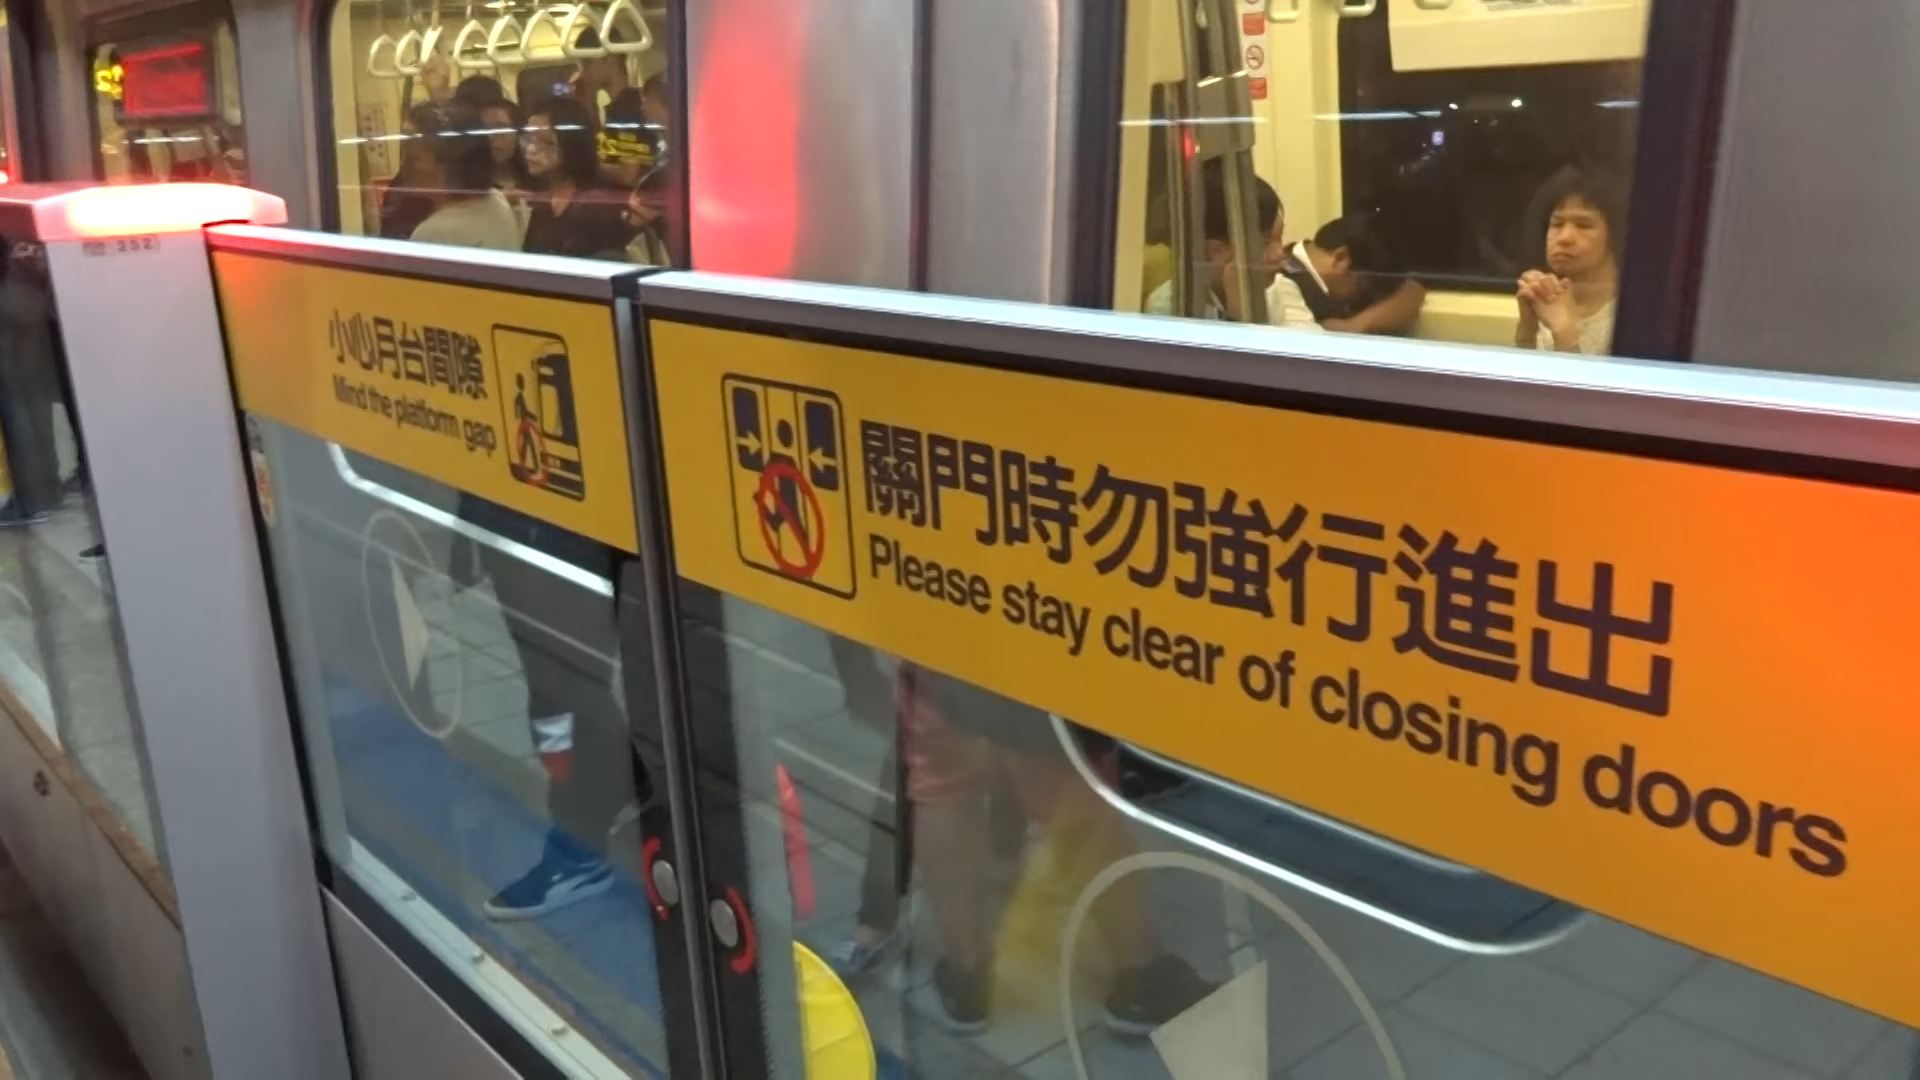 小心月台間隙
Mind the platform gap
關門時勿強行進出
Please stay clear of closing doors
252